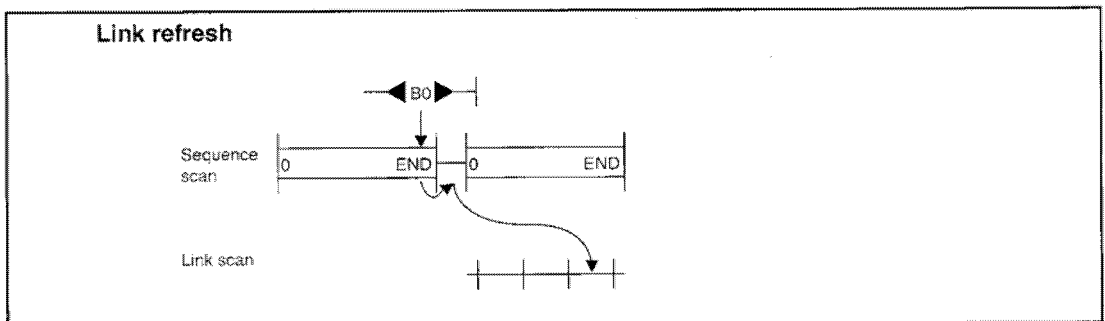 Link refresh
B0
Sequence
scan
0 END 0 END
Link scan